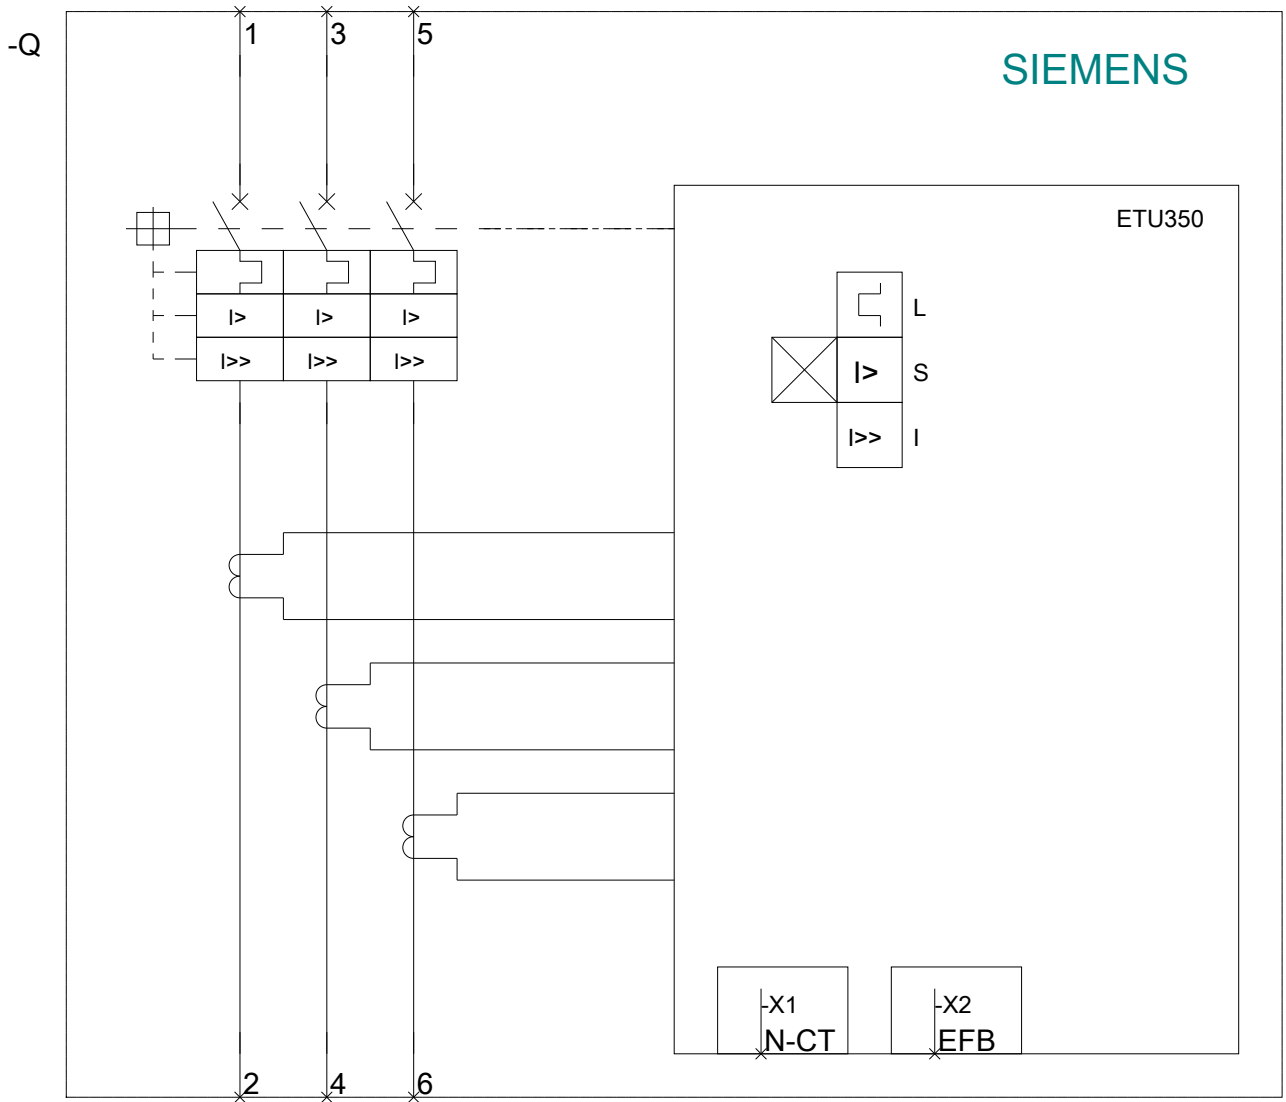 1 3 5
-Q
SIEMENS
ETU350
L
I> I> I>
I>> I>> I>>
I> S
I>> I
-X1
N-CT
-X2
EFB
2 4 6